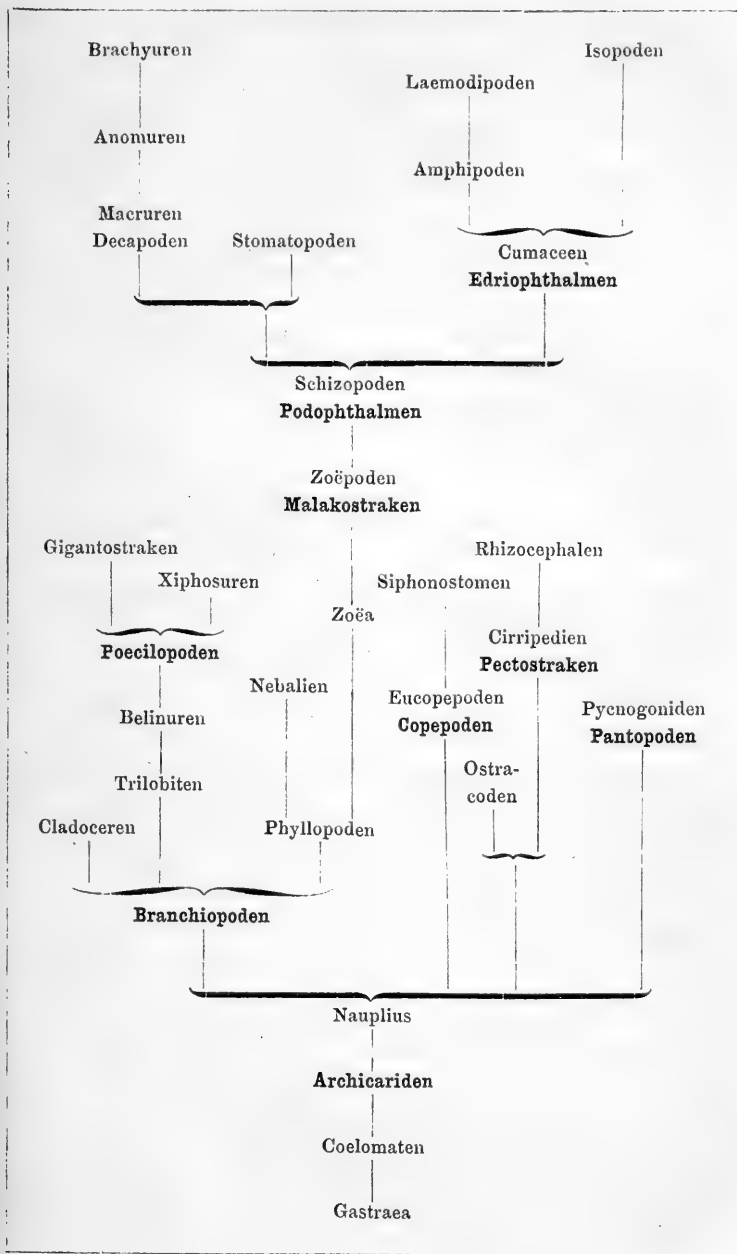 Brachyuren
Isopoden
Laemodipoden
Anomuren
Amphipoden
Macruren
Decapoden
Stomatopoden
Cumaceen
Edriophthalmen
Schizopoden
Podophthalmen
Zoëpoden
Malakostraken
Gigantostraken
Rhizocephalen
Xiphosuren
Siphonostomen
Zoëa
Poecilopoden
Cirripedien
Pectostraken
Nebalien
Belinuren
Eucopepoden
Copepoden
Pycnogoniden
Pantopoden
Trilobiten
Ostra-
coden
Cladoceren
Phyllopoden
Branchiopoden
Nauplius
Archicariden
Coelomaten
Gastraea